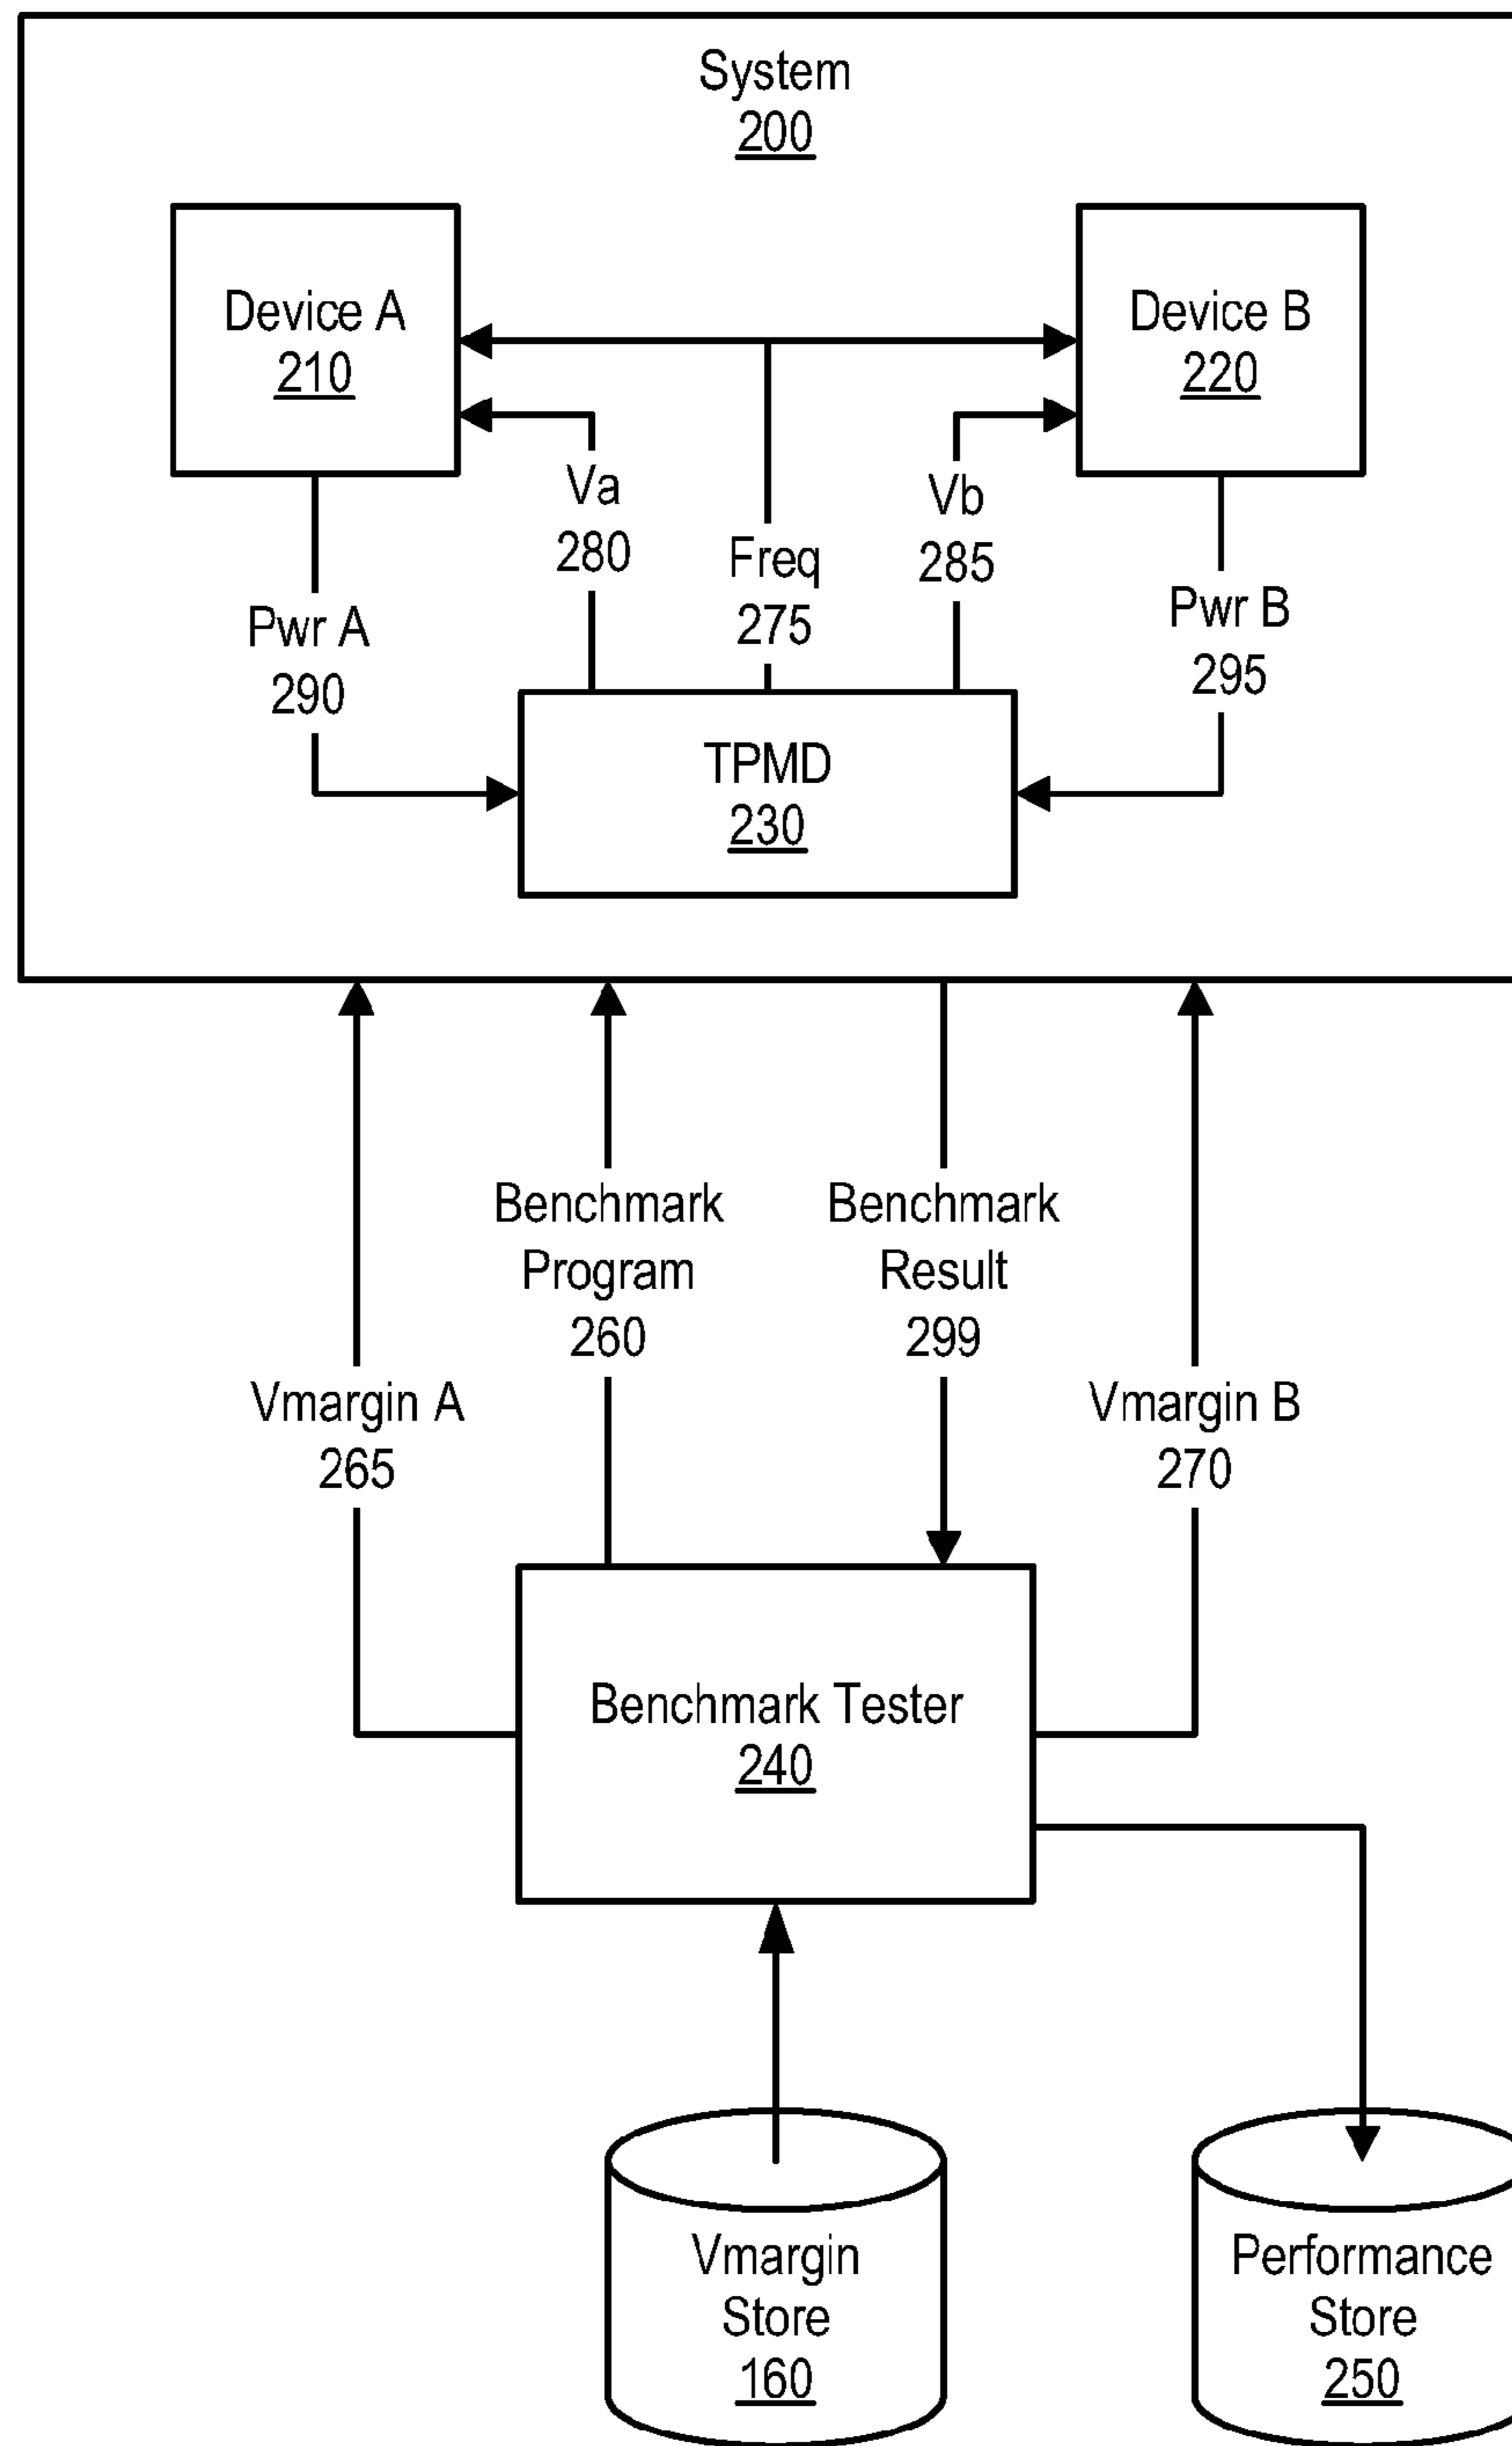 System
200
Device A
210
Device B
220
Va
280
Freq
275
Vb
285
Pwr A
290
Pwr B
295
TPMD
230
Benchmark
Program
260
Benchmark
Result
299
Vmargin A
265
Vmargin B
270
Benchmark Tester
240
Vmargin
Store
160
Performance
Store
250